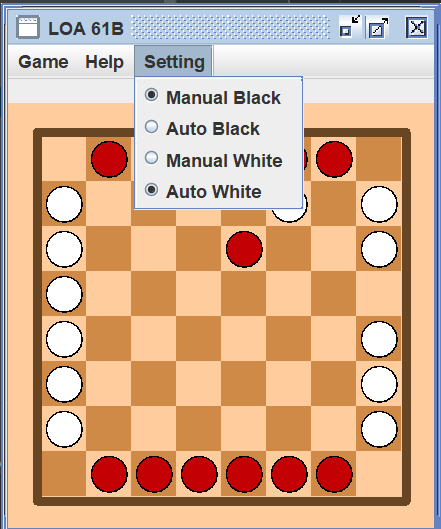 LOA 61B
Game Help Setting
Manual Black
Auto Black
Manual White
Auto White